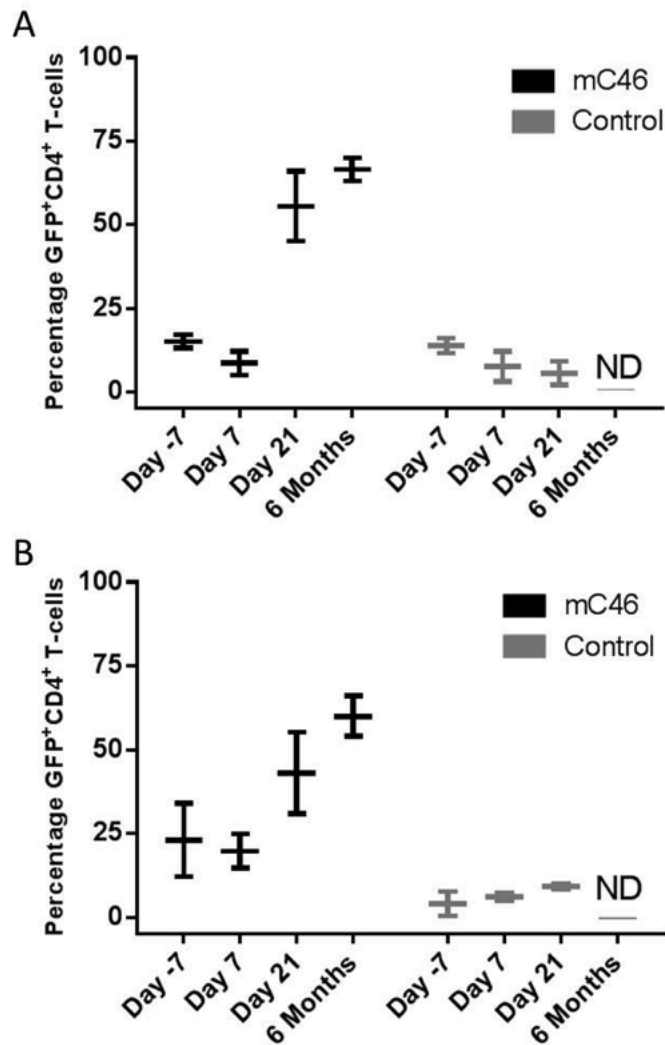 A
Percentage GFP⁺CD4⁺ T-cells
100
75
50
25
0
mC46
Control
ND
Day -7
Day 7
Day 21
6 Months
Day -7
Day 7
Day 21
6 Months
B
Percentage GFP⁺CD4⁺ T-cells
100
75
50
25
0
mC46
Control
ND
Day -7
Day 7
Day 21
6 Months
Day -7
Day 7
Day 21
6 Months